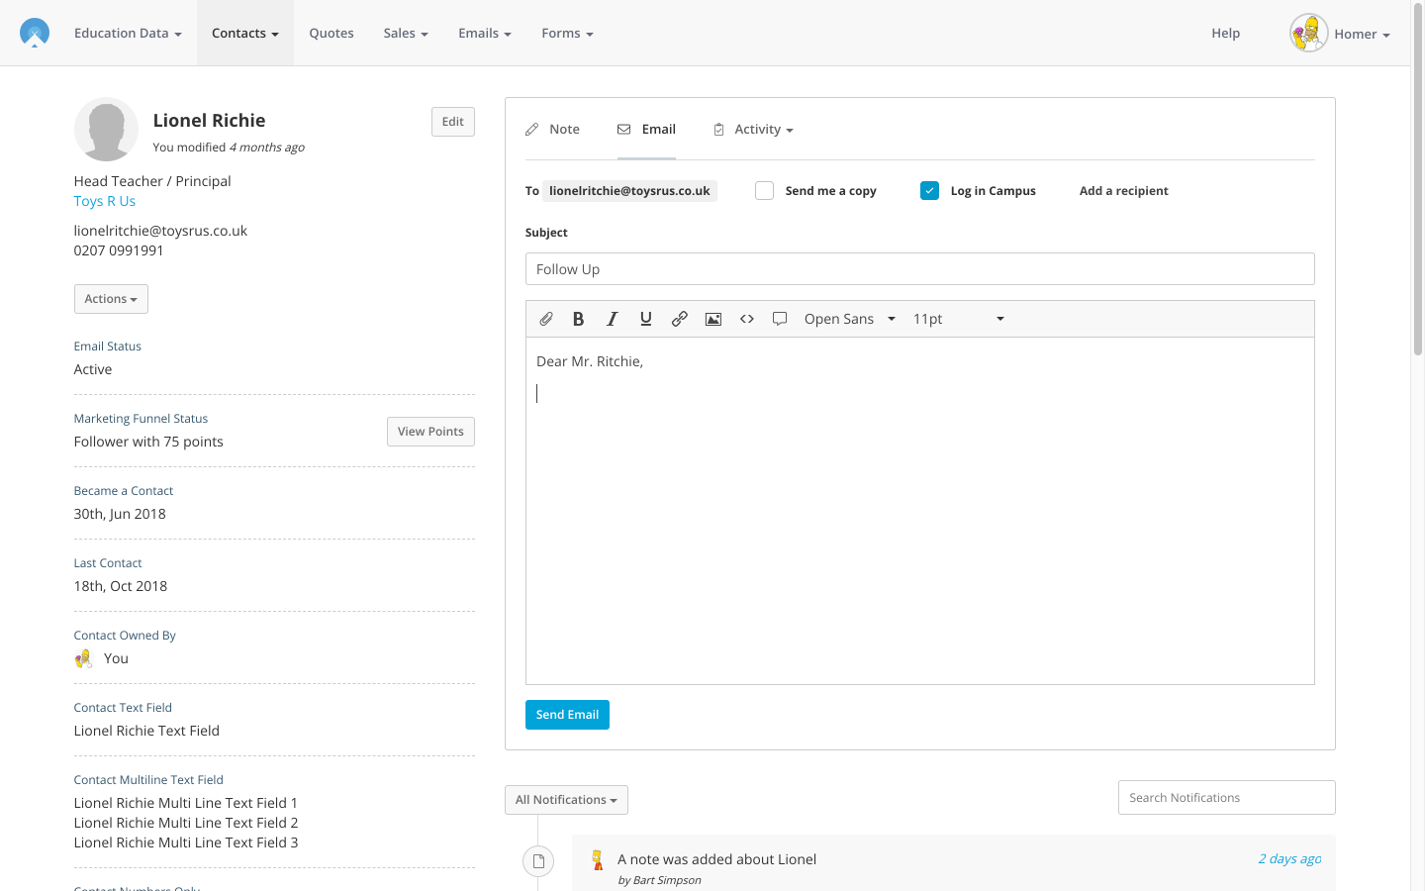 Education Data
Contacts
Quotes
Sales
Emails
Forms
Help
Homer
Lionel Richie
Edit
You modified 4 months ago
Head Teacher / Principal
Toys R Us
lionelritchie@toysrus.co.uk
0207 0991991
Actions
Email Status
Active
Marketing Funnel Status
Follower with 75 points
View Points
Became a Contact
30th, Jun 2018
Last Contact
18th, Oct 2018
Contact Owned By
You
Contact Text Field
Lionel Richie Text Field
Contact Multiline Text Field
Lionel Richie Multi Line Text Field 1
Lionel Richie Multi Line Text Field 2
Lionel Richie Multi Line Text Field 3
Contact Numbers Only
Note
Email
Activity
To lionelritchie@toysrus.co.uk
Send me a copy
Log in Campus
Add a recipient
Subject
Follow Up
B I U Open Sans 11pt
Dear Mr. Ritchie,
Send Email
All Notifications
Search Notifications
A note was added about Lionel
2 days ago
by Bart Simpson